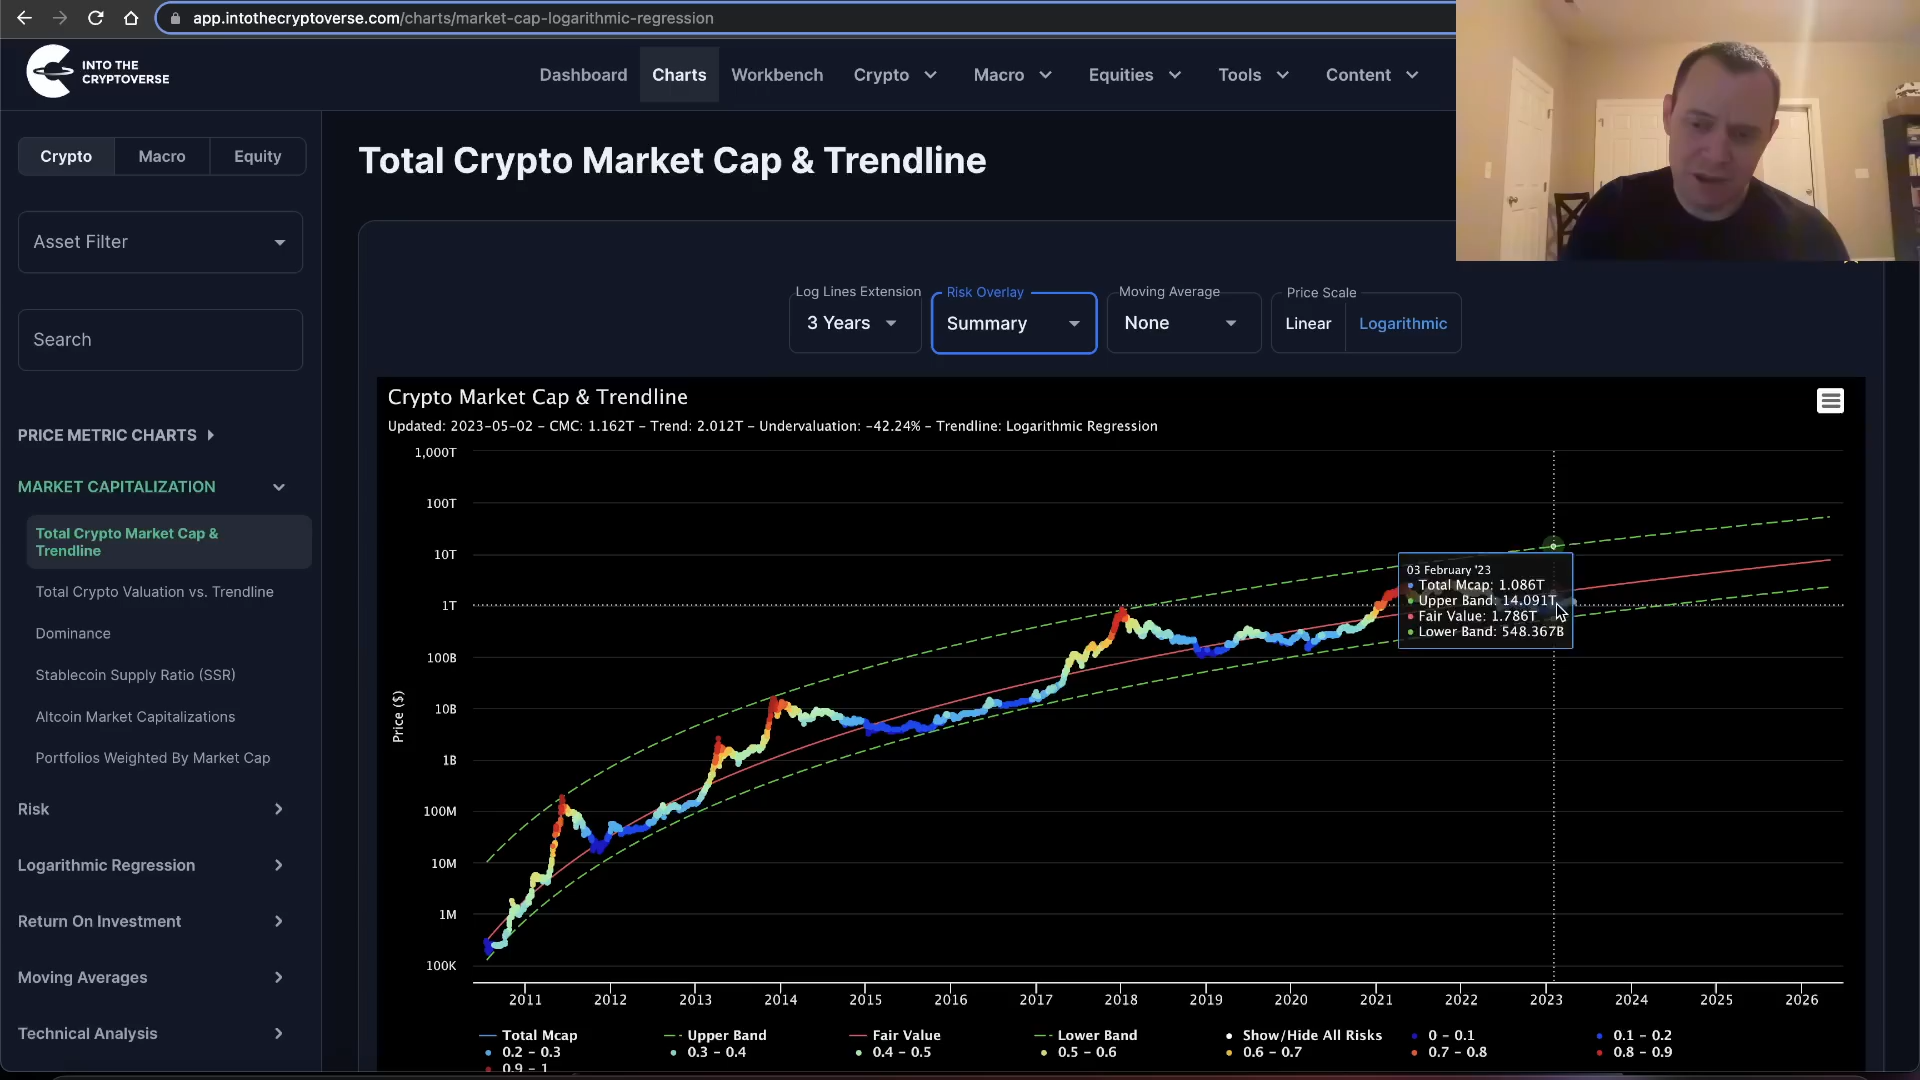 app.intothecryptoverse.com/charts/market-cap-logarithmic-regression
INTO THE
CRYPTOVERSE
Dashboard
Charts
Workbench
Crypto
Macro
Equities
Tools
Content
Crypto
Macro
Equity
Asset Filter
Search
PRICE METRIC CHARTS
MARKET CAPITALIZATION
Total Crypto Market Cap &
Trendline
Total Crypto Valuation vs. Trendline
Dominance
Stablecoin Supply Ratio (SSR)
Altcoin Market Capitalizations
Portfolios Weighted By Market Cap
Risk
Logarithmic Regression
Return On Investment
Moving Averages
Technical Analysis
Total Crypto Market Cap & Trendline
Log Lines Extension
3 Years
Risk Overlay
Summary
Moving Average
None
Price Scale
Linear
Logarithmic
Crypto Market Cap & Trendline
Updated: 2023-05-02 - CMC: 1.162T - Trend: 2.012T - Undervaluation: -42.24% - Trendline: Logarithmic Regression
1,000T
100T
10T
1T
100B
10B
1B
100M
10M
1M
100K
Price ($)
03 February '23
Total Mcap: 1.086T
Upper Band: 14.091T
Fair Value: 1.786T
Lower Band: 548.367B
2011 2012 2013 2014 2015 2016 2017 2018 2019 2020 2021 2022 2023 2024 2025 2026
Total Mcap Upper Band Fair Value Lower Band Show/Hide All Risks 0 - 0.1 0.1 - 0.2
0.2 - 0.3 0.3 - 0.4 0.4 - 0.5 0.5 - 0.6 0.6 - 0.7 0.7 - 0.8 0.8 - 0.9
0.9 - 1